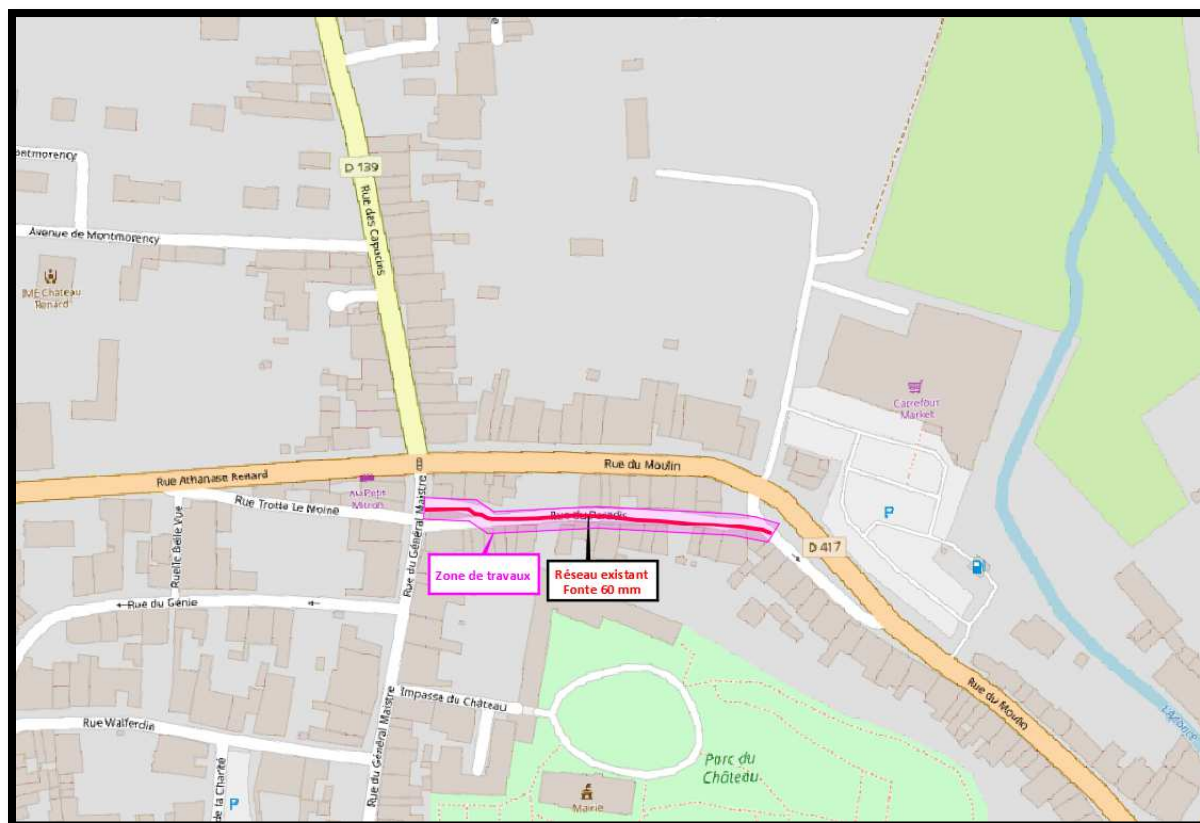 D 139
Rue des Capucins
Avenue de Montmorency
IME Château
Renard
Carrefour
Market
Rue Athanase Renard
Rue du Moulin
Au Petit
Mitron
Rue Trotte Le Moine
Rue du Paradis
Rue du Général Maistre
Ruelle Belle Vue
P
D 417
Zone de travaux
Réseau existant
Fonte 60 mm
Rue du Génie
Impasse du Château
Rue du Moulin
Rue Walferdin
Rue du Général Maistre
Parc du
Château
de la Charité
P
Mairie